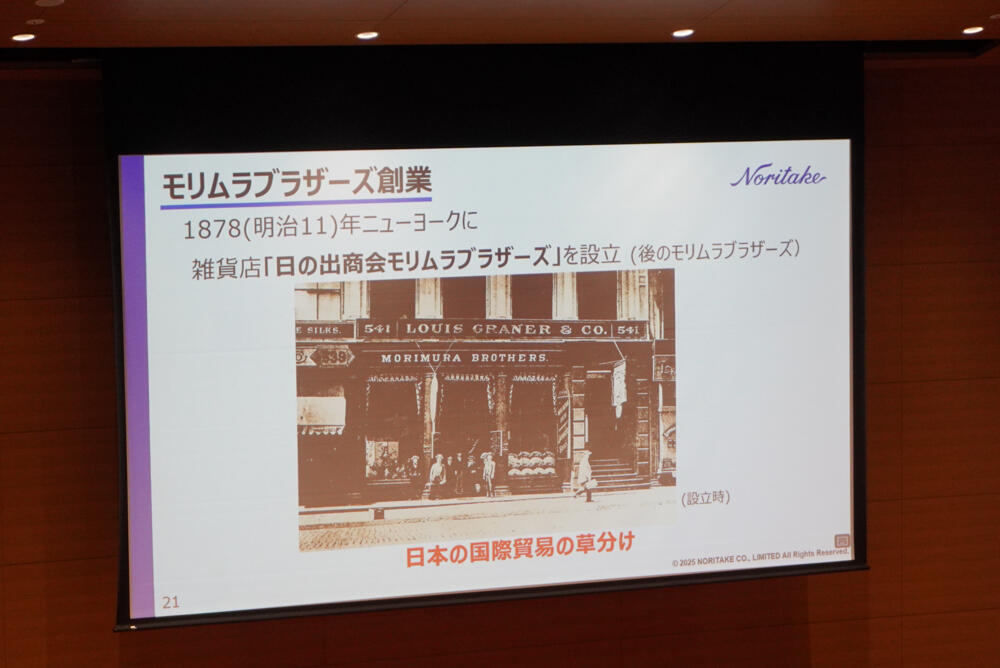 モリムラブラザーズ創業
Noritake
1878(明治11)年ニューヨークに
雑貨店「日の出商会モリムラブラザーズ」を設立 (後のモリムラブラザーズ)
E SILKS.
541 LOUIS GRANER & CO. 541
539
MORIMURA BROTHERS.
(設立時)
日本の国際貿易の草分け
© 2025 NORITAKE CO., LIMITED All Rights Reserved.
21